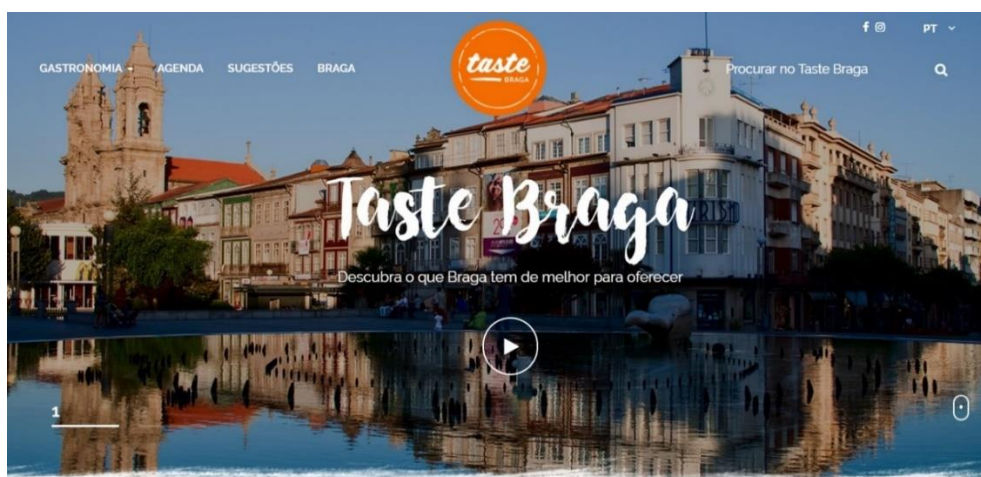 PT
GASTRONOMIA
AGENDA
SUGESTÕES
BRAGA
taste
BRAGA
Procurar no Taste Braga
Taste Braga
Descubra o que Braga tem de melhor para oferecer
1